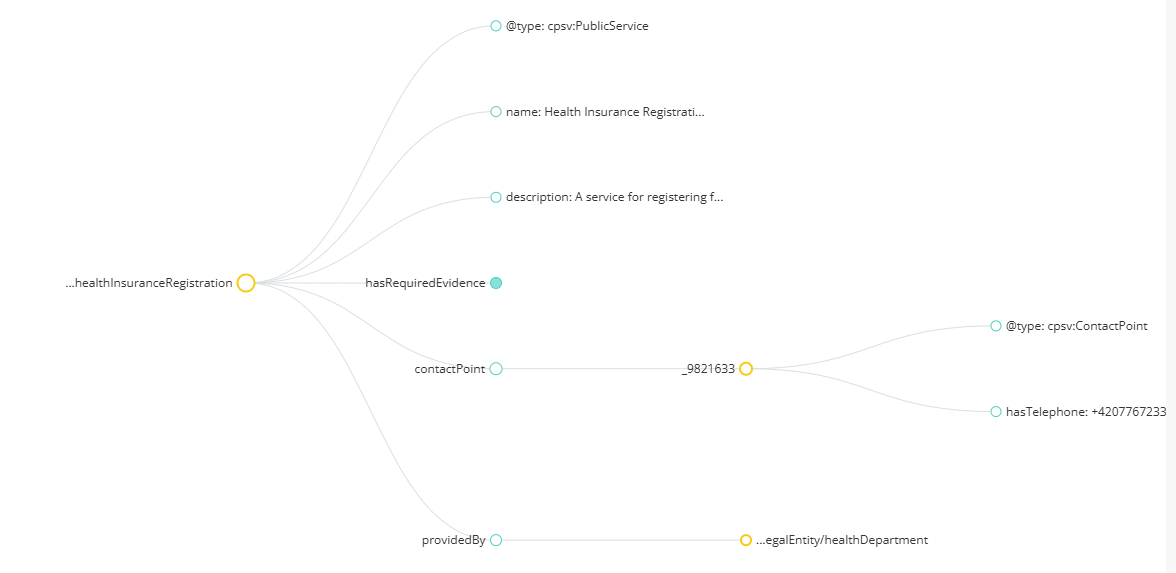 @type: cpsv:PublicService
name: Health Insurance Registrati...
description: A service for registering f...
...healthInsuranceRegistration
hasRequiredEvidence
@type: cpsv:ContactPoint
contactPoint
_9821633
hasTelephone: +4207767233
providedBy
...egalEntity/healthDepartment